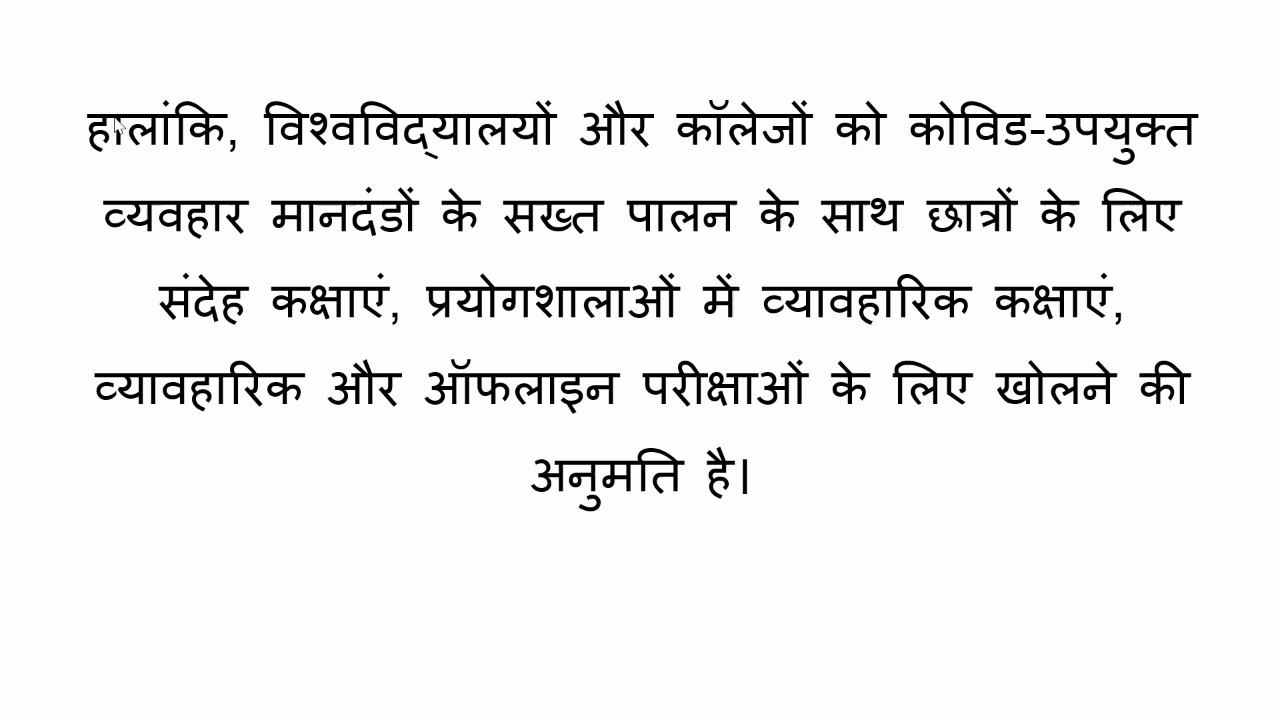 हालांकि, विश्वविद्यालयों और कॉलेजों को कोविड-उपयुक्त
व्यवहार मानदंडों के सख्त पालन के साथ छात्रों के लिए
संदेह कक्षाएं, प्रयोगशालाओं में व्यावहारिक कक्षाएं,
व्यावहारिक और ऑफलाइन परीक्षाओं के लिए खोलने की
अनुमति है।